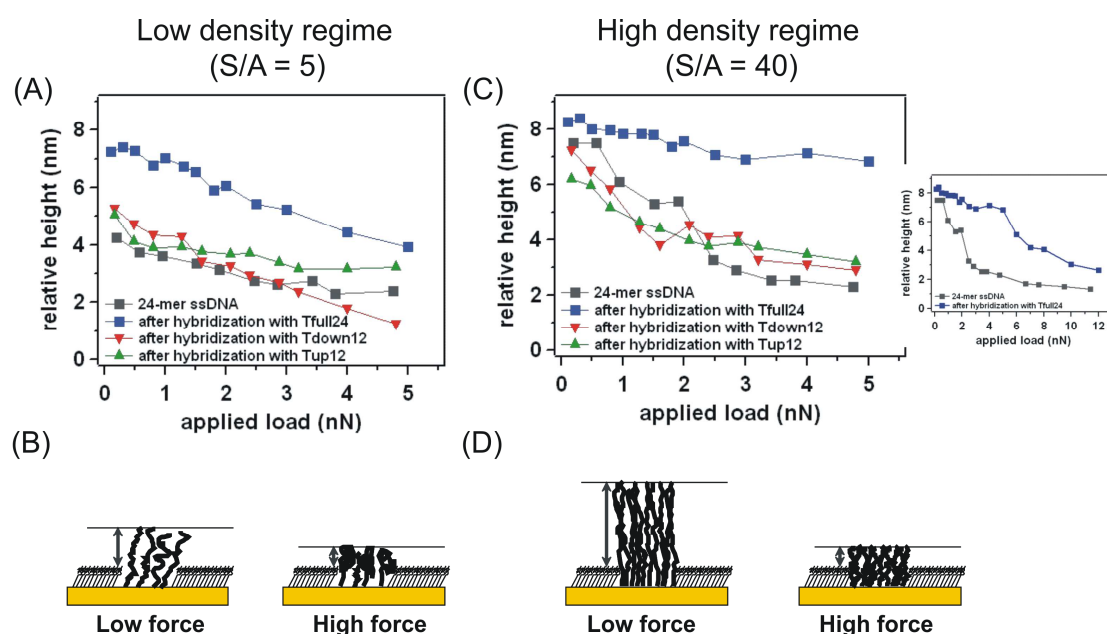 Low density regime
(S/A = 5)
High density regime
(S/A = 40)
(A)
relative height (nm)
8
6
4
2
0
24-mer ssDNA
after hybridization with Tfull24
after hybridization with Tdown12
after hybridization with Tup12
0 1 2 3 4 5
applied load (nN)
(C)
relative height (nm)
8
6
4
2
0
24-mer ssDNA
after hybridization with Tfull24
after hybridization with Tdown12
after hybridization with Tup12
0 1 2 3 4 5
applied load (nN)
relative height (nm)
9
8
7
6
5
4
3
2
1
0
24-mer ssDNA
after hybridization with Tfull24
0 2 4 6 8 10 12
applied load (nN)
(B)
Low force
High force
(D)
Low force
High force